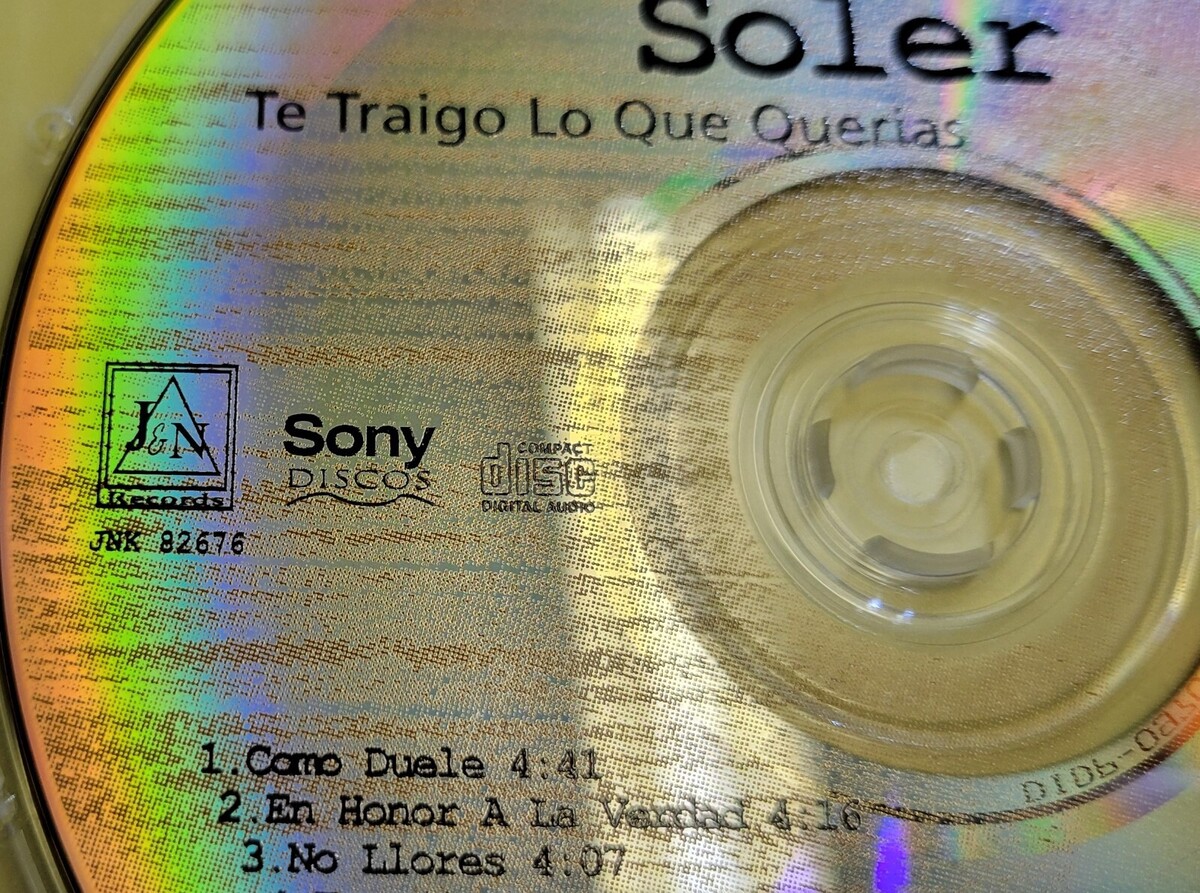 Soler
Te Traigo Lo Que Querias
J&N
Records
JNK 82676
Sony
DISCOS
COMPACT
disc
DIGITAL AUDIO
1.Como Duele 4:41
2.En Honor A La Verdad 4:16
3.No Llores 4:07